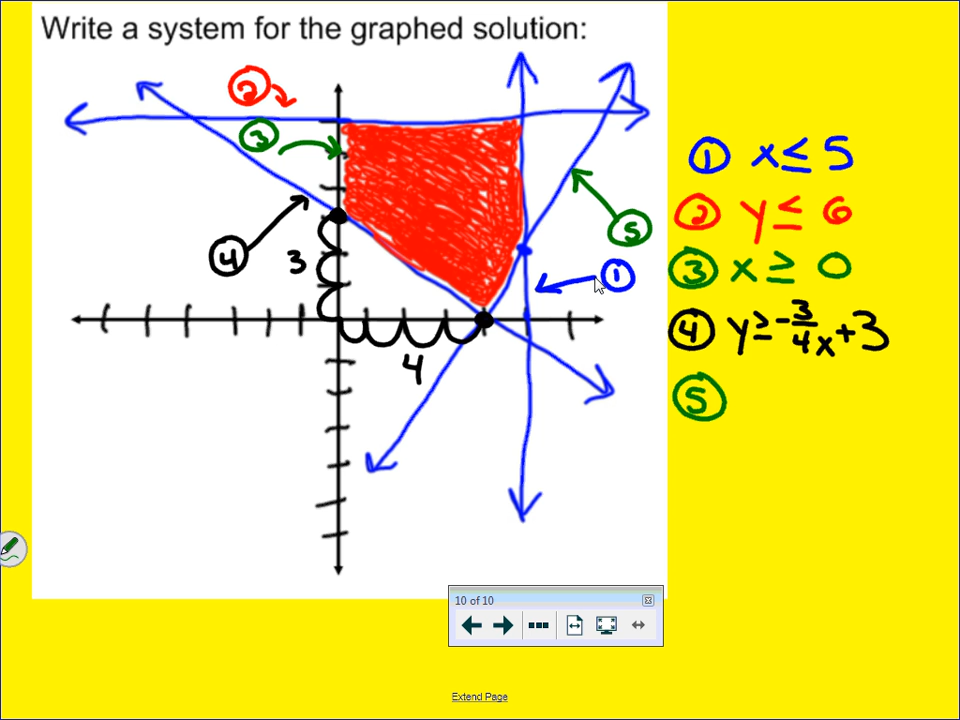 Write a system for the graphed solution:
2
3
4
3
4
5
1
① x ≤ 5
② y ≤ 6
③ x ≥ 0
④ y ≥ -3/4x + 3
⑤
10 of 10
Extend Page